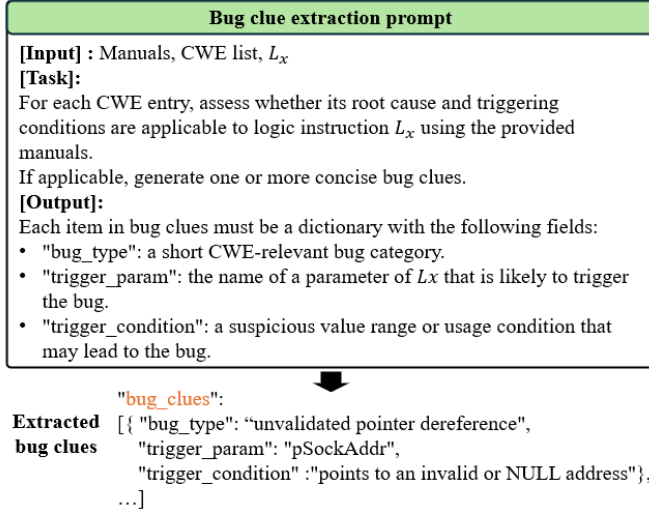 Bug clue extraction prompt
[Input] : Manuals, CWE list, Lₓ
[Task]:
For each CWE entry, assess whether its root cause and triggering
conditions are applicable to logic instruction Lₓ using the provided
manuals.
If applicable, generate one or more concise bug clues.
[Output]:
Each item in bug clues must be a dictionary with the following fields:
• "bug_type": a short CWE-relevant bug category.
• "trigger_param": the name of a parameter of Lx that is likely to trigger
the bug.
• "trigger_condition": a suspicious value range or usage condition that
may lead to the bug.
"bug_clues":
Extracted
bug clues
[{ "bug_type": “unvalidated pointer dereference",
"trigger_param": "pSockAddr",
"trigger_condition" :"points to an invalid or NULL address"},
…]